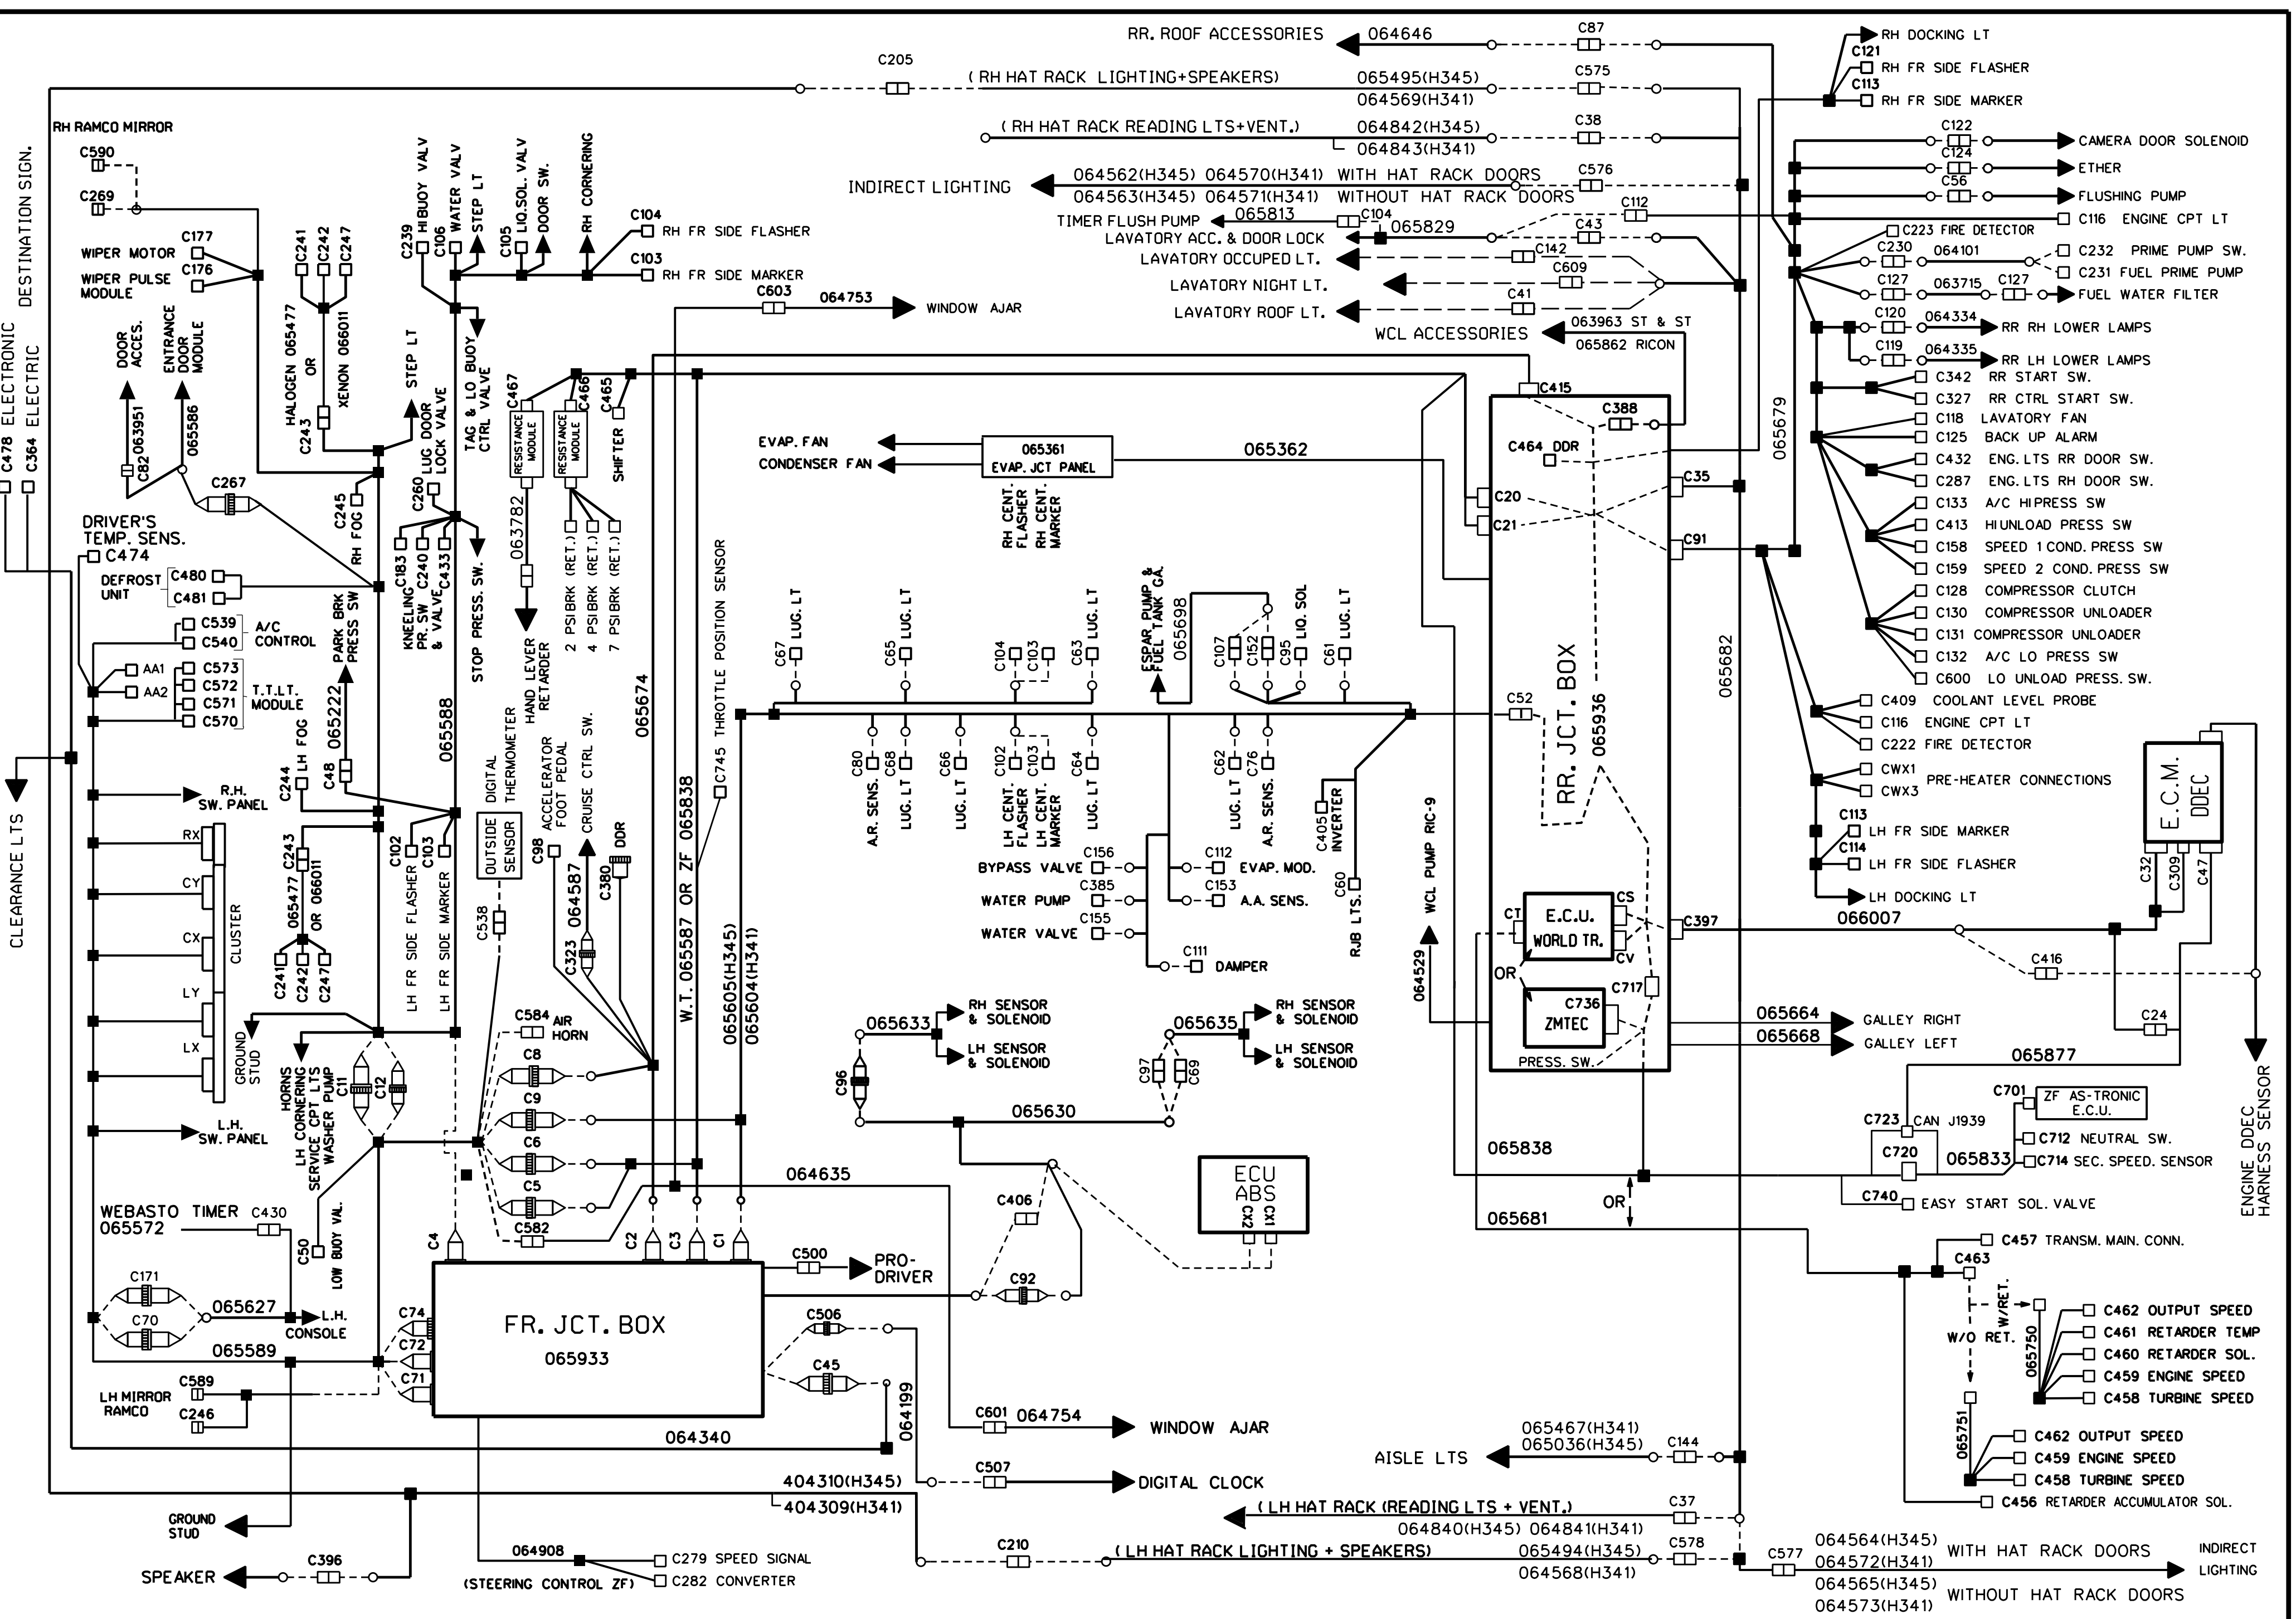 RR. ROOF ACCESSORIES
064646
C87
C205
( RH HAT RACK LIGHTING+SPEAKERS)
065495(H345)
064569(H341)
C575
( RH HAT RACK READING LTS+VENT.)
064842(H345)
064843(H341)
C38
INDIRECT LIGHTING
064562(H345) 064570(H341) WITH HAT RACK DOORS
064563(H345) 064571(H341) WITHOUT HAT RACK DOORS
C576
TIMER FLUSH PUMP
065813
C104
065829
C112
LAVATORY ACC. & DOOR LOCK
C43
LAVATORY OCCUPED LT.
C142
LAVATORY NIGHT LT.
C609
LAVATORY ROOF LT.
C41
WCL ACCESSORIES
063963 ST & ST
065862 RICON
RH DOCKING LT
C121
RH FR SIDE FLASHER
C113
RH FR SIDE MARKER
C122
CAMERA DOOR SOLENOID
C124
ETHER
C56
FLUSHING PUMP
C116 ENGINE CPT LT
C223 FIRE DETECTOR
C230
064101
C232 PRIME PUMP SW.
C231 FUEL PRIME PUMP
C127
063715
C127
FUEL WATER FILTER
C120
064334
RR RH LOWER LAMPS
C119
064335
RR LH LOWER LAMPS
C342 RR START SW.
C327 RR CTRL START SW.
C118 LAVATORY FAN
C125 BACK UP ALARM
C432 ENG.LTS RR DOOR SW.
C287 ENG.LTS RH DOOR SW.
C133 A/C HIPRESS SW
C413 HIUNLOAD PRESS SW
C158 SPEED 1 COND. PRESS SW
C159 SPEED 2 COND. PRESS SW
C128 COMPRESSOR CLUTCH
C130 COMPRESSOR UNLOADER
C131 COMPRESSOR UNLOADER
C132 A/C LO PRESS SW
C600 LO UNLOAD PRESS. SW.
C409 COOLANT LEVEL PROBE
C116 ENGINE CPT LT
C222 FIRE DETECTOR
CWX1
PRE-HEATER CONNECTIONS
CWX3
C113
LH FR SIDE MARKER
C114
LH FR SIDE FLASHER
LH DOCKING LT
065679
065682
E.C.M.
DDEC
C32
C309
C47
066007
C416
C24
065877
ENGINE DDEC
HARNESS SENSOR
DESTINATION SIGN.
C478 ELECTRONIC
C364 ELECTRIC
RH RAMCO MIRROR
C590
C269
WIPER MOTOR
C177
WIPER PULSE
MODULE
C176
DOOR
ACCES.
ENTRANCE
DOOR
MODULE
C82
063951
065586
C267
C241
C242
C247
HALOGEN 065477
OR
XENON 066011
C243
C239
HIBUOY VALV
C106
WATER VALV
STEP LT
C105
LIQ.SOL. VALV
DOOR SW.
RH CORNERING
C104
RH FR SIDE FLASHER
C103
RH FR SIDE MARKER
C603
064753
WINDOW AJAR
STEP LT
LUG DOOR
LOCK VALVE
TAG & LO BUOY
CTRL VALVE
C260
C245
RH FOG
C467
RESISTANCE
MODULE
C466
RESISTANCE
MODULE
C465
SHIFTER
EVAP. FAN
CONDENSER FAN
065361
EVAP. JCT PANEL
065362
RH CENT.
FLASHER
RH CENT.
MARKER
DRIVER'S
TEMP. SENS.
C474
DEFROST
UNIT
C480
C481
C539
C540
A/C
CONTROL
AA1
AA2
C573
C572
C571
C570
T.T.LT.
MODULE
C183
C240
C433
KNEELING
PR. SW
& VALVE
STOP PRESS. SW.
063782
HAND LEVER
RETARDER
2 PSIBRK (RET.)
4 PSIBRK (RET.)
7 PSIBRK (RET.)
C745 THROTTLE POSITION SENSOR
PARK BRK
PRESS SW
065222
C48
LH FOG
C244
065588
065674
W.T. 065587 OR ZF 065838
065605(H345)
065604(H341)
CLEARANCE LTS
R.H.
SW. PANEL
RX
CY
CX
LY
LX
CLUSTER
L.H.
SW. PANEL
C243
065477
OR 066011
C241
C242
C247
C102
C103
LH FR SIDE FLASHER
LH FR SIDE MARKER
DIGITAL
THERMOMETER
OUTSIDE
SENSOR
C538
ACCELERATOR
FOOT PEDAL
C98
CRUISE CTRL SW.
064587
C323
C380
DDR
C67 LUG. LT
C65 LUG. LT
C104
C103
C63 LUG. LT
ESPAR PUMP &
FUEL TANK GA.
065698
C107
C152
C95 LIQ. SOL
C61 LUG. LT
C80
A.R. SENS.
C68
LUG. LT
C66
LUG. LT
C102
LH CENT.
FLASHER
C103
LH CENT.
MARKER
C64
LUG. LT
C62
LUG. LT
C76
A.R. SENS.
BYPASS VALVE
C156
C112
EVAP. MOD.
WATER PUMP
C385
C153
A.A. SENS.
WATER VALVE
C155
C111
DAMPER
C405
INVERTER
C60
RJB LTS.
WCL PUMP RIC-9
064529
C415
C388
C464 DDR
C20
C21
C35
C91
C52
RR. JCT. BOX
065936
CT
CS
E.C.U.
WORLD TR.
CV
OR
C736
ZMTEC
C717
PRESS. SW.
C397
065664
GALLEY RIGHT
065668
GALLEY LEFT
GROUND
STUD
HORNS
LH CORNERING
SERVICE CPT LTS
WASHER PUMP
C11
C12
C584
AIR
HORN
C8
C9
C6
C5
C582
065633
RH SENSOR
& SOLENOID
LH SENSOR
& SOLENOID
C96
065635
RH SENSOR
& SOLENOID
LH SENSOR
& SOLENOID
C97
C69
065630
ECU
ABS
CX2
CX1
064635
C406
C92
WEBASTO TIMER
065572
C430
C50
LOW BUOY VAL.
C171
065627
C70
L.H.
CONSOLE
065589
C74
C72
C71
C4
C2
C3
C1
FR. JCT. BOX
065933
C500
PRO-
DRIVER
C506
C45
064199
LH MIRROR
RAMCO
C589
C246
064340
C601
064754
WINDOW AJAR
404310(H345)
404309(H341)
C507
DIGITAL CLOCK
GROUND
STUD
SPEAKER
C396
064908
(STEERING CONTROL ZF)
C279 SPEED SIGNAL
C282 CONVERTER
C210
( LH HAT RACK LIGHTING + SPEAKERS)
065494(H345)
064568(H341)
C578
( LH HAT RACK (READING LTS + VENT.)
064840(H345) 064841(H341)
C37
AISLE LTS
065467(H341)
065036(H345)
C144
C577
064564(H345)
064572(H341)
WITH HAT RACK DOORS
064565(H345)
064573(H341)
WITHOUT HAT RACK DOORS
INDIRECT
LIGHTING
065838
OR
065681
C723
CAN J1939
C720
C701
ZF AS-TRONIC
E.C.U.
C712 NEUTRAL SW.
065833
C714 SEC. SPEED. SENSOR
C740
EASY START SOL. VALVE
C457 TRANSM. MAIN. CONN.
C463
W/RET.
W/O RET.
065750
C462 OUTPUT SPEED
C461 RETARDER TEMP
C460 RETARDER SOL.
C459 ENGINE SPEED
C458 TURBINE SPEED
065751
C462 OUTPUT SPEED
C459 ENGINE SPEED
C458 TURBINE SPEED
C456 RETARDER ACCUMULATOR SOL.